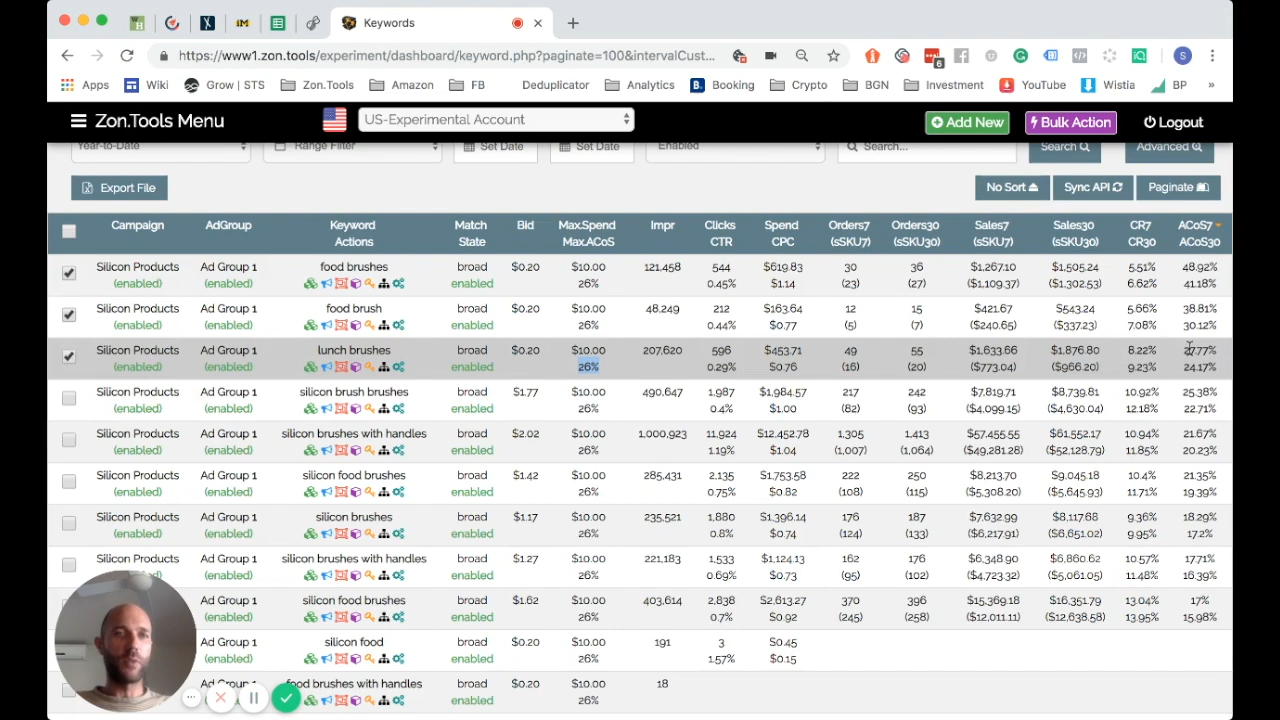 Keywords
https://www1.zon.tools/experiment/dashboard/keyword.php?paginate=100&intervalCust...
6
S
Apps Wiki Grow | STS Zon.Tools Amazon FB Deduplicator Analytics Booking Crypto BGN Investment YouTube Wistia BP »
Zon.Tools Menu US-Experimental Account Add New Bulk Action Logout
Year-to-Date Range Filter Set Date Set Date Enabled Search... Search Advanced
Export File No Sort Sync API Paginate
Campaign AdGroup Keyword Match Bid Max.Spend Impr Clicks Spend Orders7 Orders30 Sales7 Sales30 CR7 ACoS7
Actions State Max.ACoS CTR CPC (sSKU7) (sSKU30) (sSKU7) (sSKU30) CR30 ACoS30
Silicon Products Ad Group 1 food brushes broad $0.20 $10.00 121,458 544 $619.83 30 36 $1,267.10 $1,505.24 5.51% 48.92%
(enabled) (enabled) enabled 26% 0.45% $1.14 (23) (27) ($1,109.37) ($1,302.53) 6.62% 41.18%
Silicon Products Ad Group 1 food brush broad $0.20 $10.00 48,249 212 $163.64 12 15 $421.67 $543.24 5.66% 38.81%
(enabled) (enabled) enabled 26% 0.44% $0.77 (5) (7) ($240.65) ($337.23) 7.08% 30.12%
Silicon Products Ad Group 1 lunch brushes broad $0.20 $10.00 207,620 596 $453.71 49 55 $1,633.66 $1,876.80 8.22% 27.77%
(enabled) (enabled) enabled 26% 0.29% $0.76 (16) (20) ($773.04) ($966.20) 9.23% 24.17%
Silicon Products Ad Group 1 silicon brush brushes broad $1.77 $10.00 490,647 1,987 $1,984.57 217 242 $7,819.71 $8,739.81 10.92% 25.38%
(enabled) (enabled) enabled 26% 0.4% $1.00 (82) (93) ($4,099.15) ($4,630.04) 12.18% 22.71%
Silicon Products Ad Group 1 silicon brushes with handles broad $2.02 $10.00 1,000,923 11,924 $12,452.78 1,305 1,413 $57,455.55 $61,552.17 10.94% 21.67%
(enabled) (enabled) enabled 26% 1.19% $1.04 (1,007) (1,064) ($49,281.28) ($52,128.79) 11.85% 20.23%
Silicon Products Ad Group 1 silicon food brushes broad $1.42 $10.00 285,431 2,135 $1,753.58 222 250 $8,213.70 $9,045.18 10.4% 21.35%
(enabled) (enabled) enabled 26% 0.75% $0.82 (108) (115) ($5,308.20) ($5,645.93) 11.71% 19.39%
Silicon Products Ad Group 1 silicon brushes broad $1.17 $10.00 235,521 1,880 $1,396.14 176 187 $7,632.99 $8,117.68 9.36% 18.29%
(enabled) (enabled) enabled 26% 0.8% $0.74 (124) (133) ($6,217.91) ($6,651.02) 9.95% 17.2%
Silicon Products Ad Group 1 silicon brushes with handles broad $1.27 $10.00 221,183 1,533 $1,124.13 162 176 $6,348.90 $6,860.62 10.57% 17.71%
(enabled) enabled 26% 0.69% $0.73 (95) (102) ($4,723.32) ($5,061.05) 11.48% 16.39%
Ad Group 1 silicon food brushes broad $1.62 $10.00 403,614 2,838 $2,613.27 370 396 $15,369.18 $16,351.79 13.04% 17%
(enabled) enabled 26% 0.7% $0.92 (245) (258) ($12,011.11) ($12,638.58) 13.95% 15.98%
Ad Group 1 silicon food broad $0.20 $10.00 191 3 $0.45
(enabled) enabled 26% 1.57% $0.15
Ad Group 1 food brushes with handles broad $0.20 $10.00 18
(enabled) enabled 26%